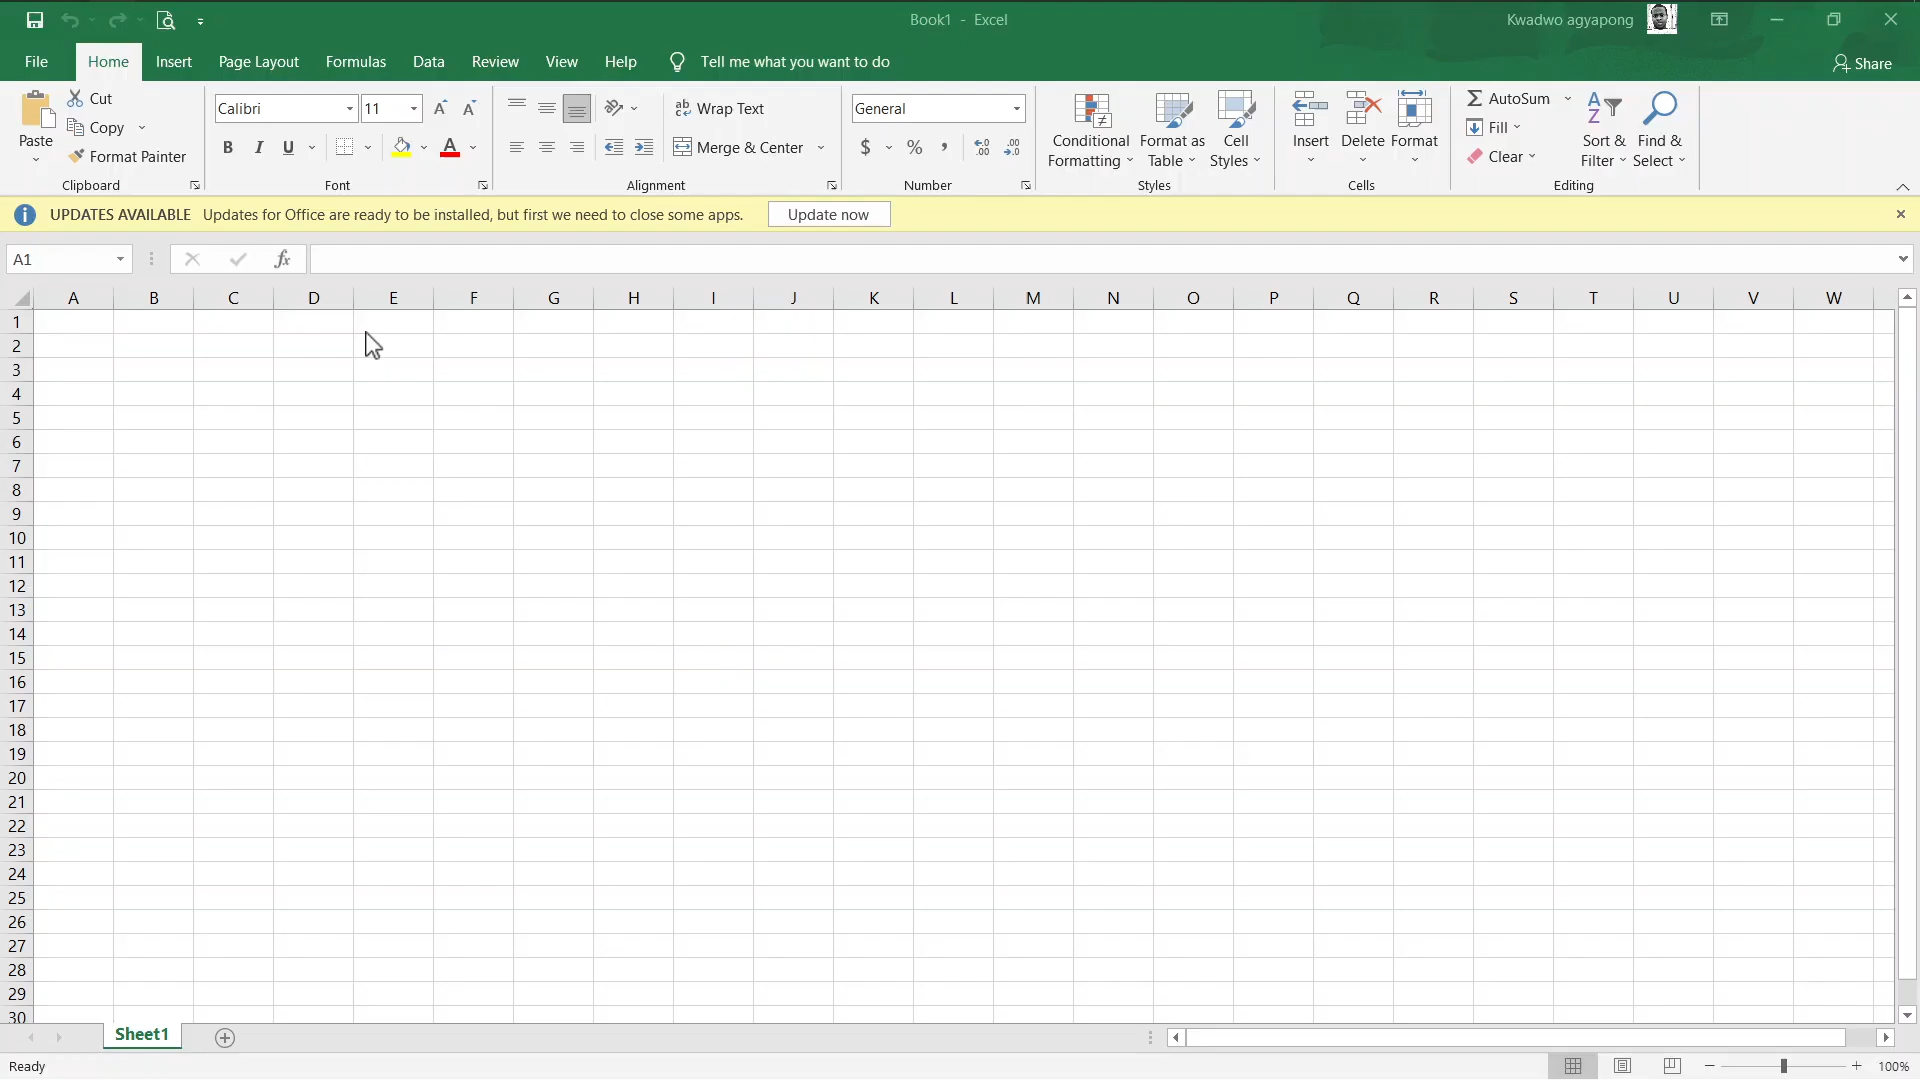 Book1 - Excel
Kwadwo agyapong
File Home Insert Page Layout Formulas Data Review View Help Tell me what you want to do Share
Paste
Cut
Copy
Format Painter
Clipboard
Calibri 11
B I U A
Font
ab Wrap Text
Merge & Center
Alignment
General
$ % ,
Number
Conditional Formatting
Format as Table
Cell Styles
Styles
Insert Delete Format
Cells
AutoSum
Fill
Clear
Sort & Filter
Find & Select
Editing
UPDATES AVAILABLE Updates for Office are ready to be installed, but first we need to close some apps. Update now
A1 fx
A B C D E F G H I J K L M N O P Q R S T U V W
1
2
3
4
5
6
7
8
9
10
11
12
13
14
15
16
17
18
19
20
21
22
23
24
25
26
27
28
29
30
Sheet1
Ready 100%